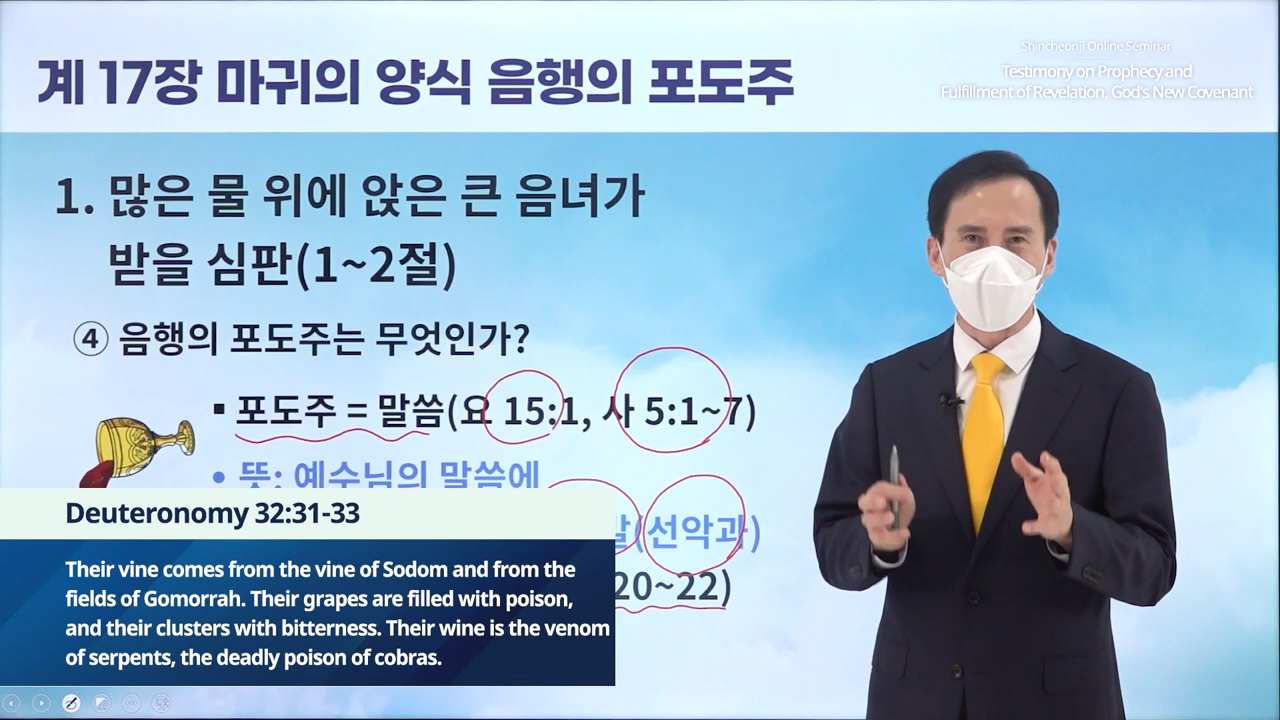 계 17장 마귀의 양식 음행의 포도주
Shincheonji Online Seminar
Testimony on Prophecy and
Fulfillment of Revelation, God's New Covenant
1. 많은 물 위에 앉은 큰 음녀가
받을 심판(1~2절)
④ 음행의 포도주는 무엇인가?
▪ 포도주 = 말씀(요 15:1, 사 5:1~7)
• 뜻: 예수님의 말씀에
(선악과)
20~22)
Deuteronomy 32:31-33
Their vine comes from the vine of Sodom and from the
fields of Gomorrah. Their grapes are filled with poison,
and their clusters with bitterness. Their wine is the venom
of serpents, the deadly poison of cobras.